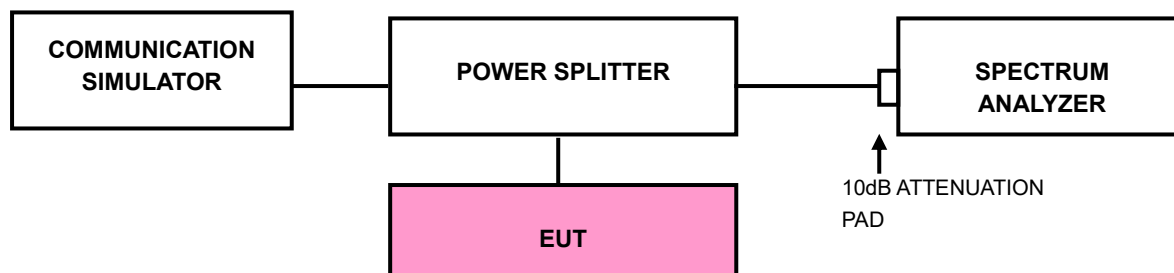 COMMUNICATION
SIMULATOR
POWER SPLITTER
SPECTRUM
ANALYZER
10dB ATTENUATION
PAD
EUT